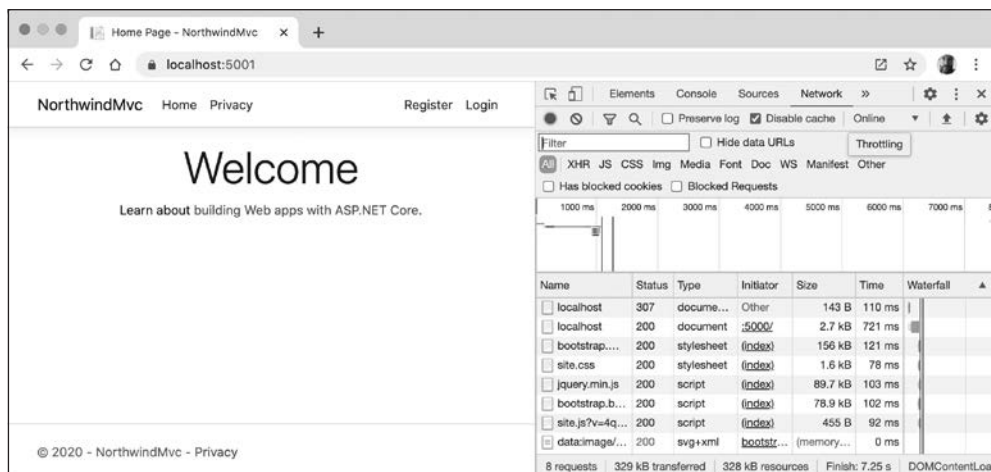 Home Page - NorthwindMvc
localhost:5001
NorthwindMvc Home Privacy Register Login
Welcome
Learn about building Web apps with ASP.NET Core.
© 2020 - NorthwindMvc - Privacy
Elements Console Sources Network »
Preserve log Disable cache Online
Filter Hide data URLs Throttling
All XHR JS CSS Img Media Font Doc WS Manifest Other
Has blocked cookies Blocked Requests
1000 ms 2000 ms 3000 ms 4000 ms 5000 ms 6000 ms 7000 ms
Name Status Type Initiator Size Time Waterfall
localhost 307 docume... Other 143 B 110 ms
localhost 200 document :5000/ 2.7 kB 721 ms
bootstrap.... 200 stylesheet (index) 156 kB 121 ms
site.css 200 stylesheet (index) 1.6 kB 78 ms
jquery.min.js 200 script (index) 89.7 kB 103 ms
bootstrap.b... 200 script (index) 78.9 kB 102 ms
site.js?v=4q... 200 script (index) 455 B 92 ms
data:image/... 200 svg+xml bootstr... (memory... 0 ms
8 requests 329 kB transferred 328 kB resources Finish: 7.25 s DOMContentLoa